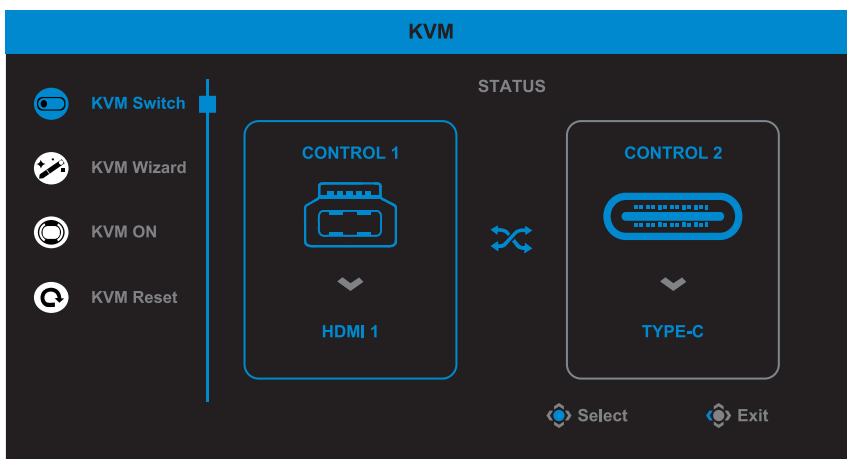 KVM
KVM Switch
KVM Wizard
KVM ON
KVM Reset
STATUS
CONTROL 1
HDMI 1
CONTROL 2
TYPE-C
Select
Exit